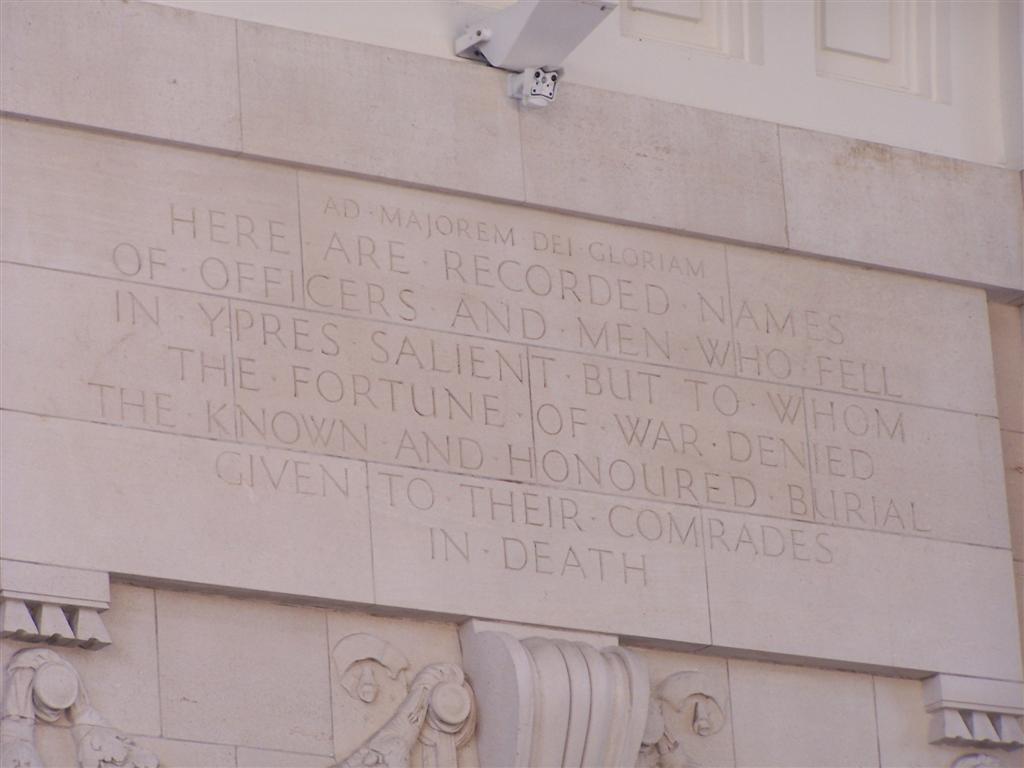 AD·MAJOREM DEI·GLORIAM
HERE·ARE·RECORDED·NAMES
OF·OFFICERS·AND·MEN·WHO·FELL
IN·YPRES·SALIENT·BUT·TO·WHOM
THE·FORTUNE·OF·WAR·DENIED
THE·KNOWN·AND·HONOURED·BURIAL
GIVEN·TO·THEIR·COMRADES
IN·DEATH